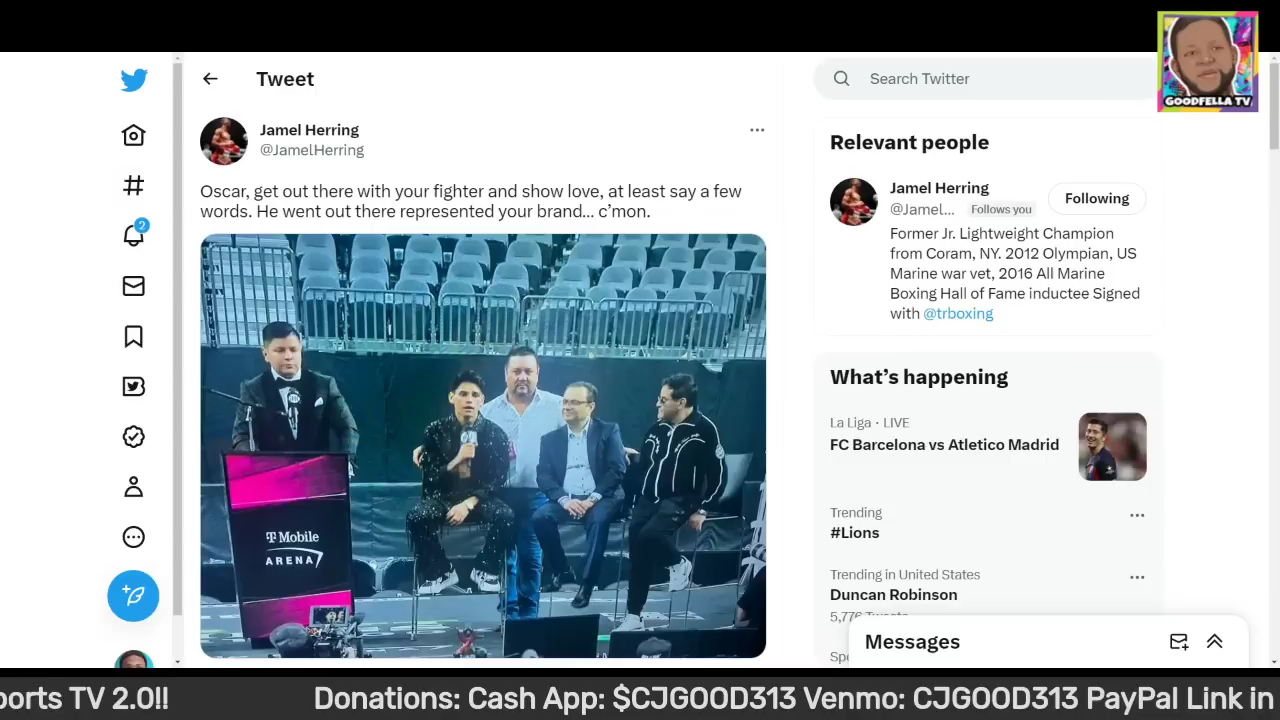 GOODFELLA TV
Tweet
Search Twitter
Jamel Herring
@JamelHerring
Oscar, get out there with your fighter and show love, at least say a few
words. He went out there represented your brand... c’mon.
T Mobile
ARENA
2
Relevant people
Jamel Herring
@Jamel... Follows you
Following
Former Jr. Lightweight Champion
from Coram, NY. 2012 Olympian, US
Marine war vet, 2016 All Marine
Boxing Hall of Fame inductee Signed
with @trboxing
What’s happening
La Liga · LIVE
FC Barcelona vs Atletico Madrid
Trending
#Lions
Trending in United States
Duncan Robinson
5,776 Tweets
Messages
ports TV 2.0!! Donations: Cash App: $CJGOOD313 Venmo: CJGOOD313 PayPal Link in